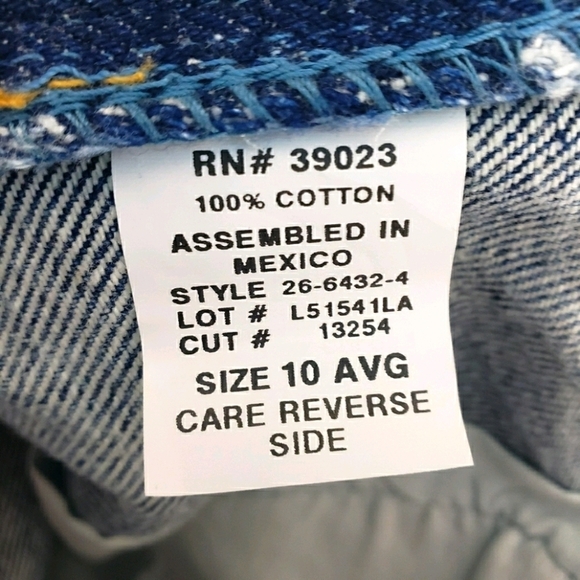 RN# 39023
100% COTTON
ASSEMBLED IN
MEXICO
STYLE 26-6432-4
LOT # L51541LA
CUT # 13254
SIZE 10 AVG
CARE REVERSE
SIDE